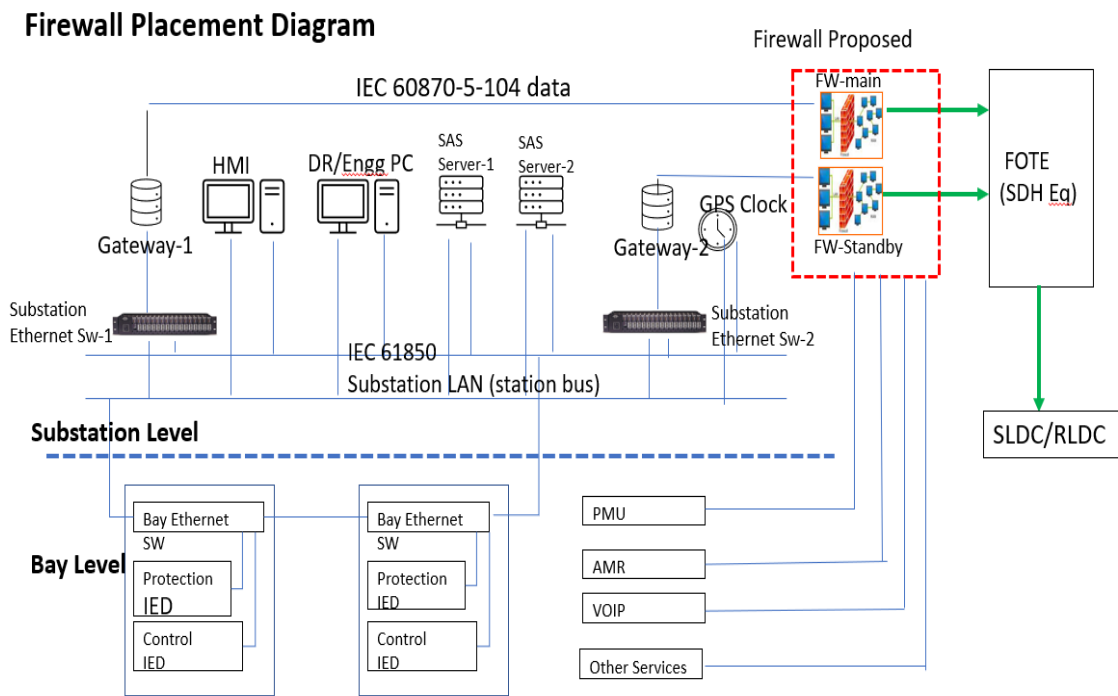 Firewall Placement Diagram
Firewall Proposed
IEC 60870-5-104 data
FW-main
HMI
DR/Engg PC
SAS
Server-1
SAS
Server-2
FOTE
(SDH Eq)
GPS Clock
Gateway-1
Gateway-2
FW-Standby
Substation
Ethernet Sw-1
Substation
Ethernet Sw-2
IEC 61850
Substation LAN (station bus)
Substation Level
SLDC/RLDC
Bay Level
Bay Ethernet
SW
Protection
IED
Control
IED
Bay Ethernet
SW
Protection
IED
Control
IED
PMU
AMR
VOIP
Other Services